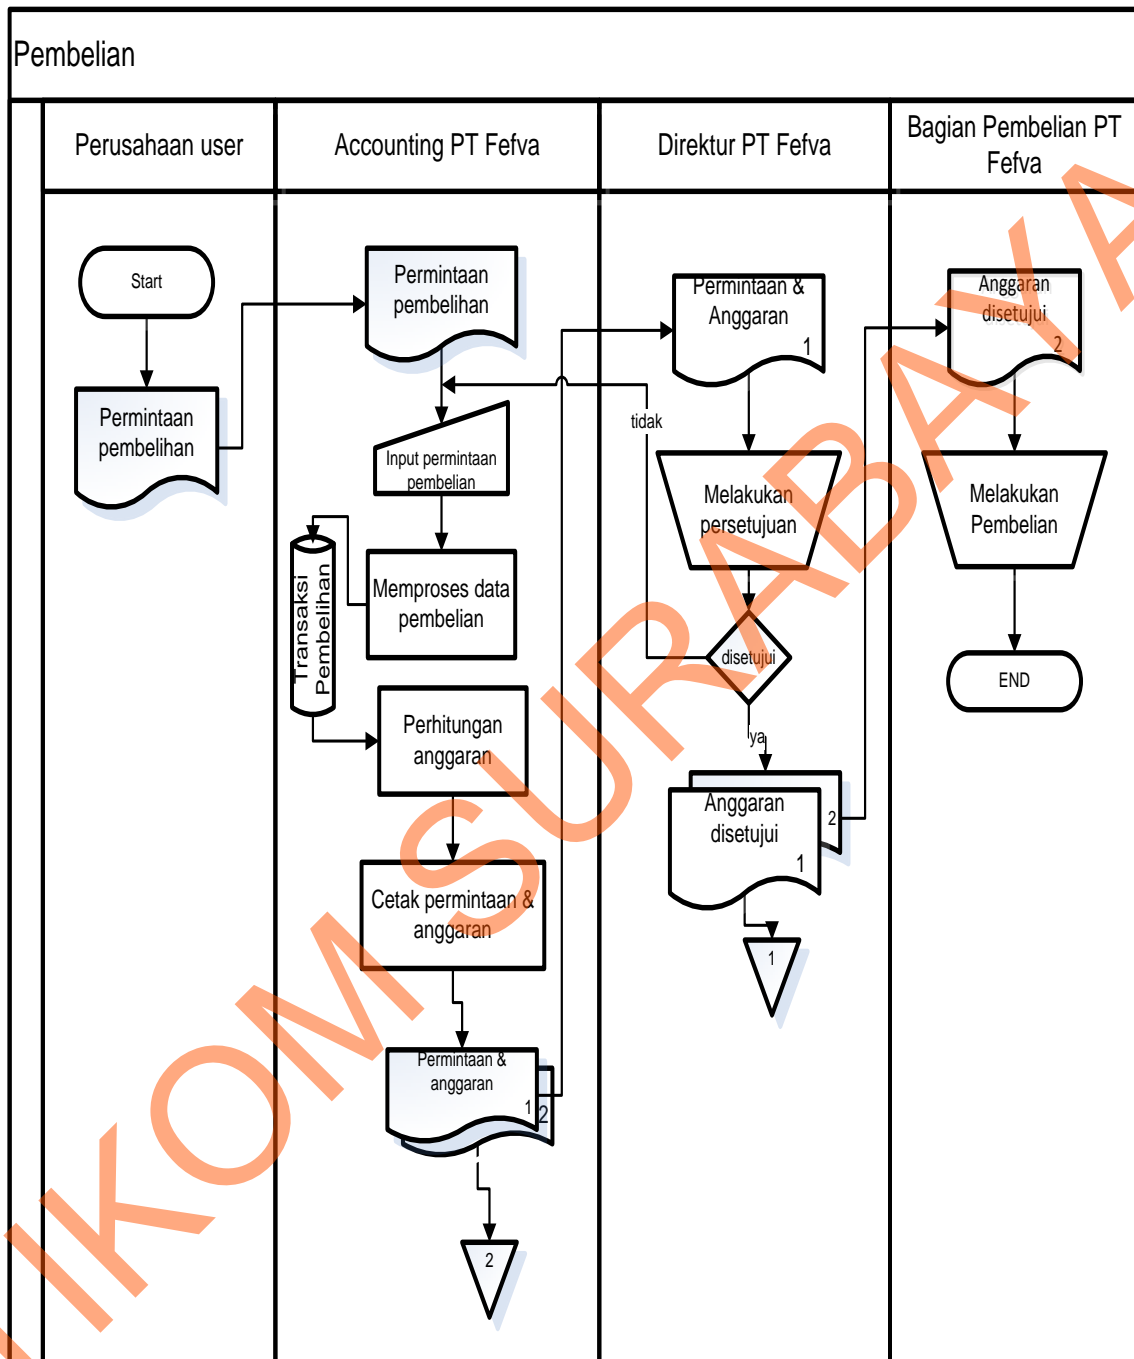 Pembelian
Perusahaan user
Accounting PT Fefva
Direktur PT Fefva
Bagian Pembelian PT
Fefva
Start
Permintaan
pembelihan
Permintaan
pembelihan
Input permintaan
pembelian
Memproses data
pembelian
Transaksi
Pembelihan
Perhitungan
anggaran
Cetak permintaan &
anggaran
Permintaan &
anggaran
1
2
2
Permintaan &
Anggaran
1
tidak
Melakukan
persetujuan
disetujui
ya
Anggaran
disetujui
1
2
1
Anggaran
disetujui
2
Melakukan
Pembelian
END
IKOM SURABAYA